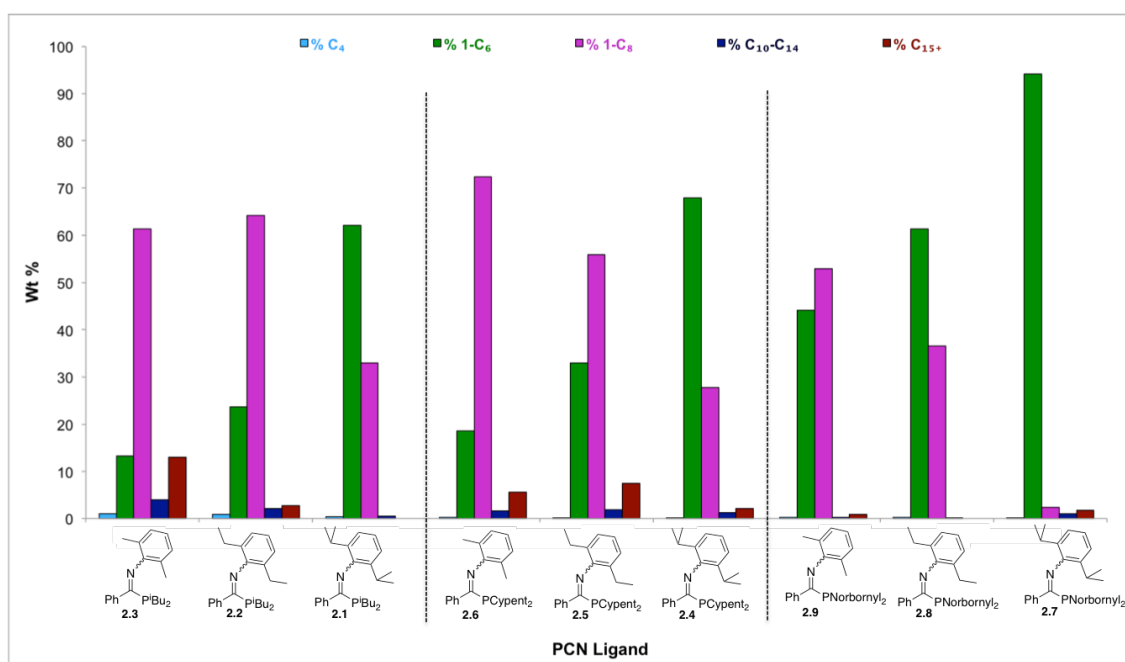 % C₄ % 1-C₆ % 1-C₈ % C₁₀-C₁₄ % C₁₅₊
100
90
80
70
60
50
40
30
20
10
0
Wt %
N
Ph
PiBu₂
2.3
N
Ph
PiBu₂
2.2
N
Ph
PiBu₂
2.1
N
Ph
PCypent₂
2.6
N
Ph
PCypent₂
2.5
N
Ph
PCypent₂
2.4
N
Ph
PNorbornyl₂
2.9
N
Ph
PNorbornyl₂
2.8
N
Ph
PNorbornyl₂
2.7
PCN Ligand